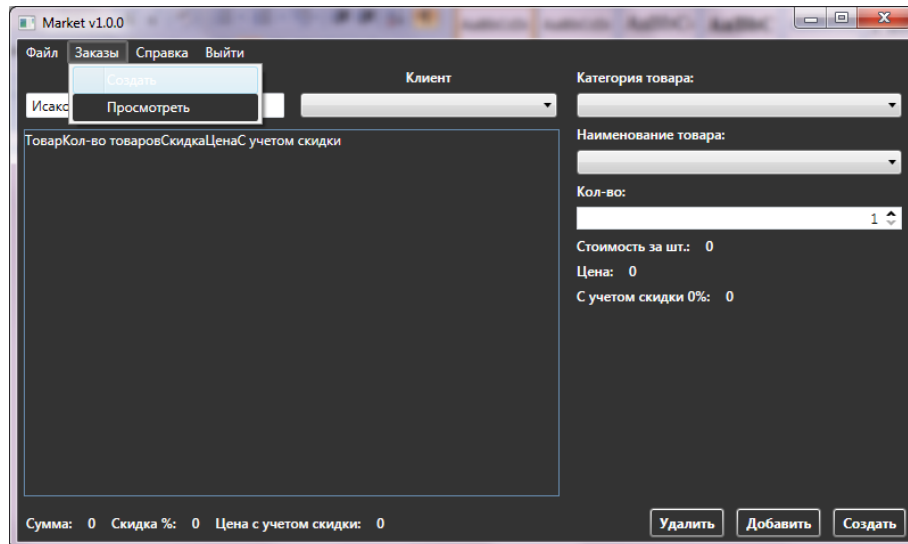 Market v1.0.0
Файл Заказы Справка Выйти
Создать
Просмотреть
Клиент
Категория товара:
Исако
ТоварКол-во товаровСкидкаЦенаС учетом скидки
Наименование товара:
Кол-во:
1
Стоимость за шт.: 0
Цена: 0
С учетом скидки 0%: 0
Сумма: 0 Скидка %: 0 Цена с учетом скидки: 0
Удалить Добавить Создать